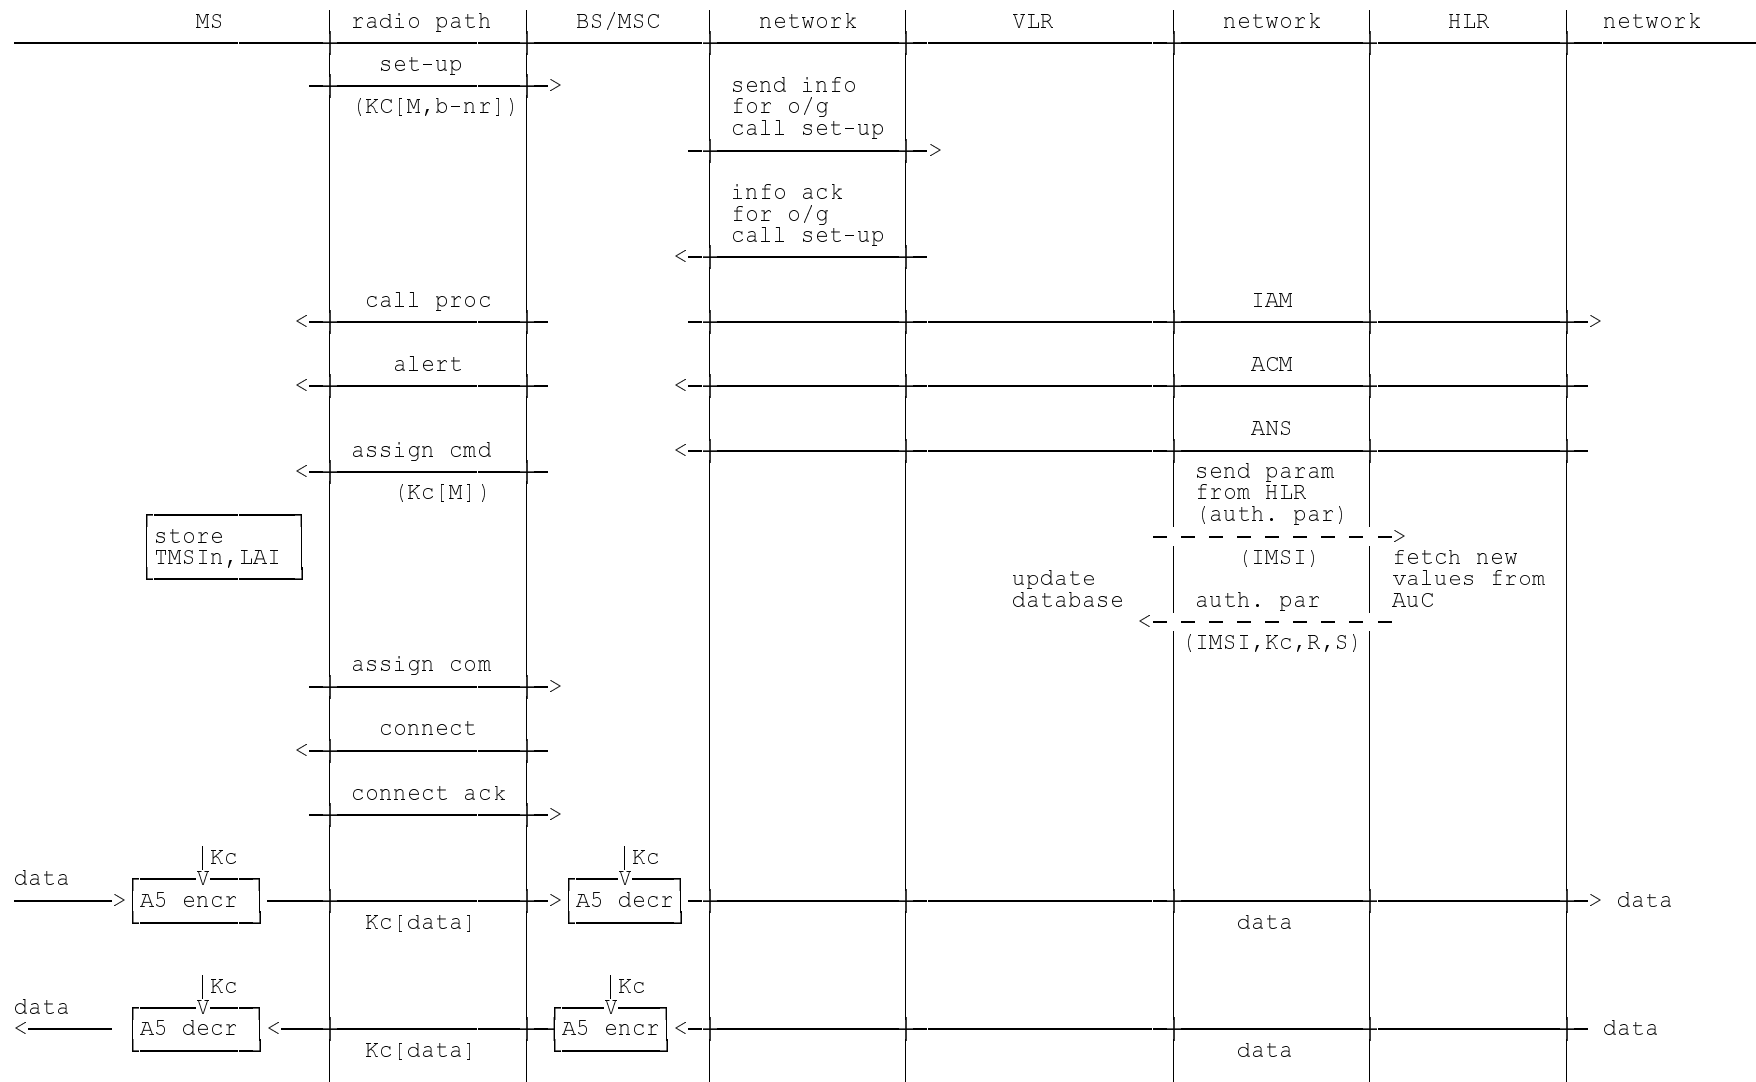 MS radio path BS/MSC network VLR network HLR network
set-up
(KC[M,b-nr])
send info
for o/g
call set-up
info ack
for o/g
call set-up
call proc IAM
alert ACM
ANS
assign cmd
(Kc[M])
send param
from HLR
(auth. par)
store
TMSIn,LAI
(IMSI)
fetch new
values from
AuC
update
database
auth. par
(IMSI,Kc,R,S)
assign com
connect
connect ack
Kc Kc
data
A5 encr A5 decr data
Kc[data] data
Kc Kc
data
A5 decr A5 encr data
Kc[data] data